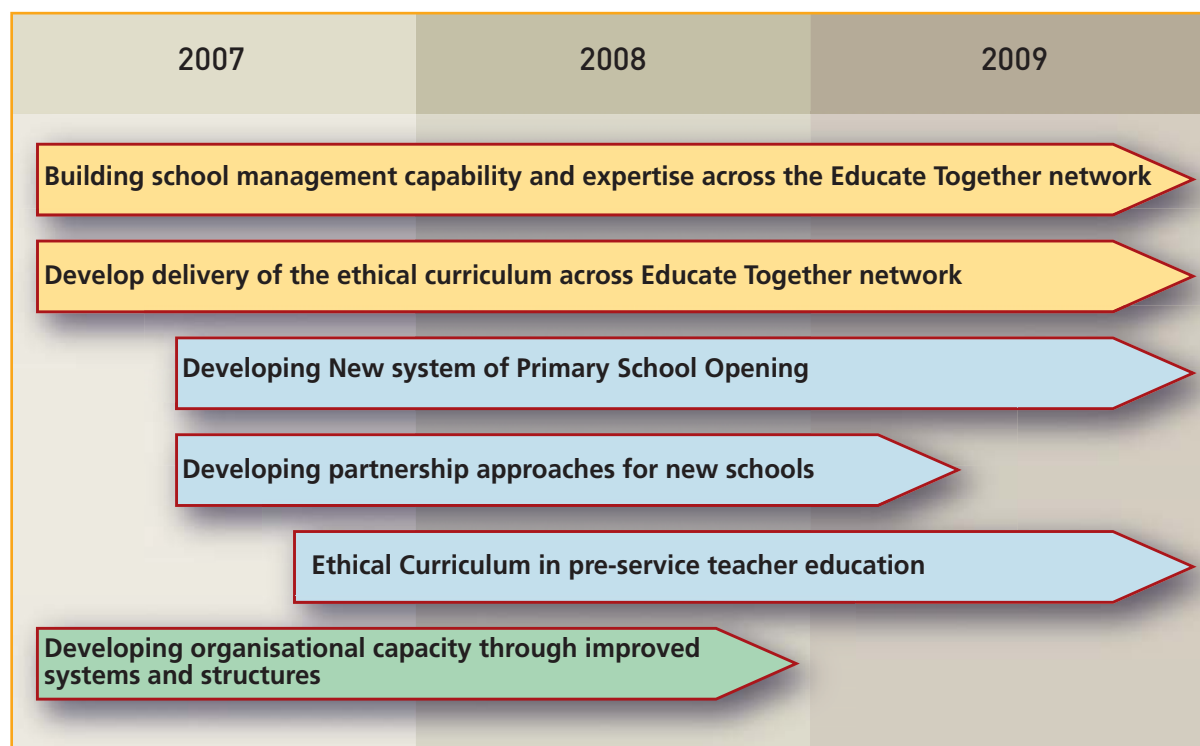 2007 2008 2009
Building school management capability and expertise across the Educate Together network
Develop delivery of the ethical curriculum across Educate Together network
Developing New system of Primary School Opening
Developing partnership approaches for new schools
Ethical Curriculum in pre-service teacher education
Developing organisational capacity through improved
systems and structures